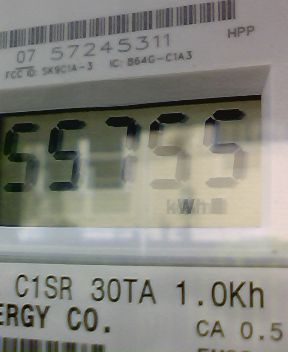 07 57245311
HPP
FCC ID: SK9C1A-3 IC: 864G-C1A3
55755
kWh
C1SR 30TA 1.0Kh
ERGY CO.
CA 0.5